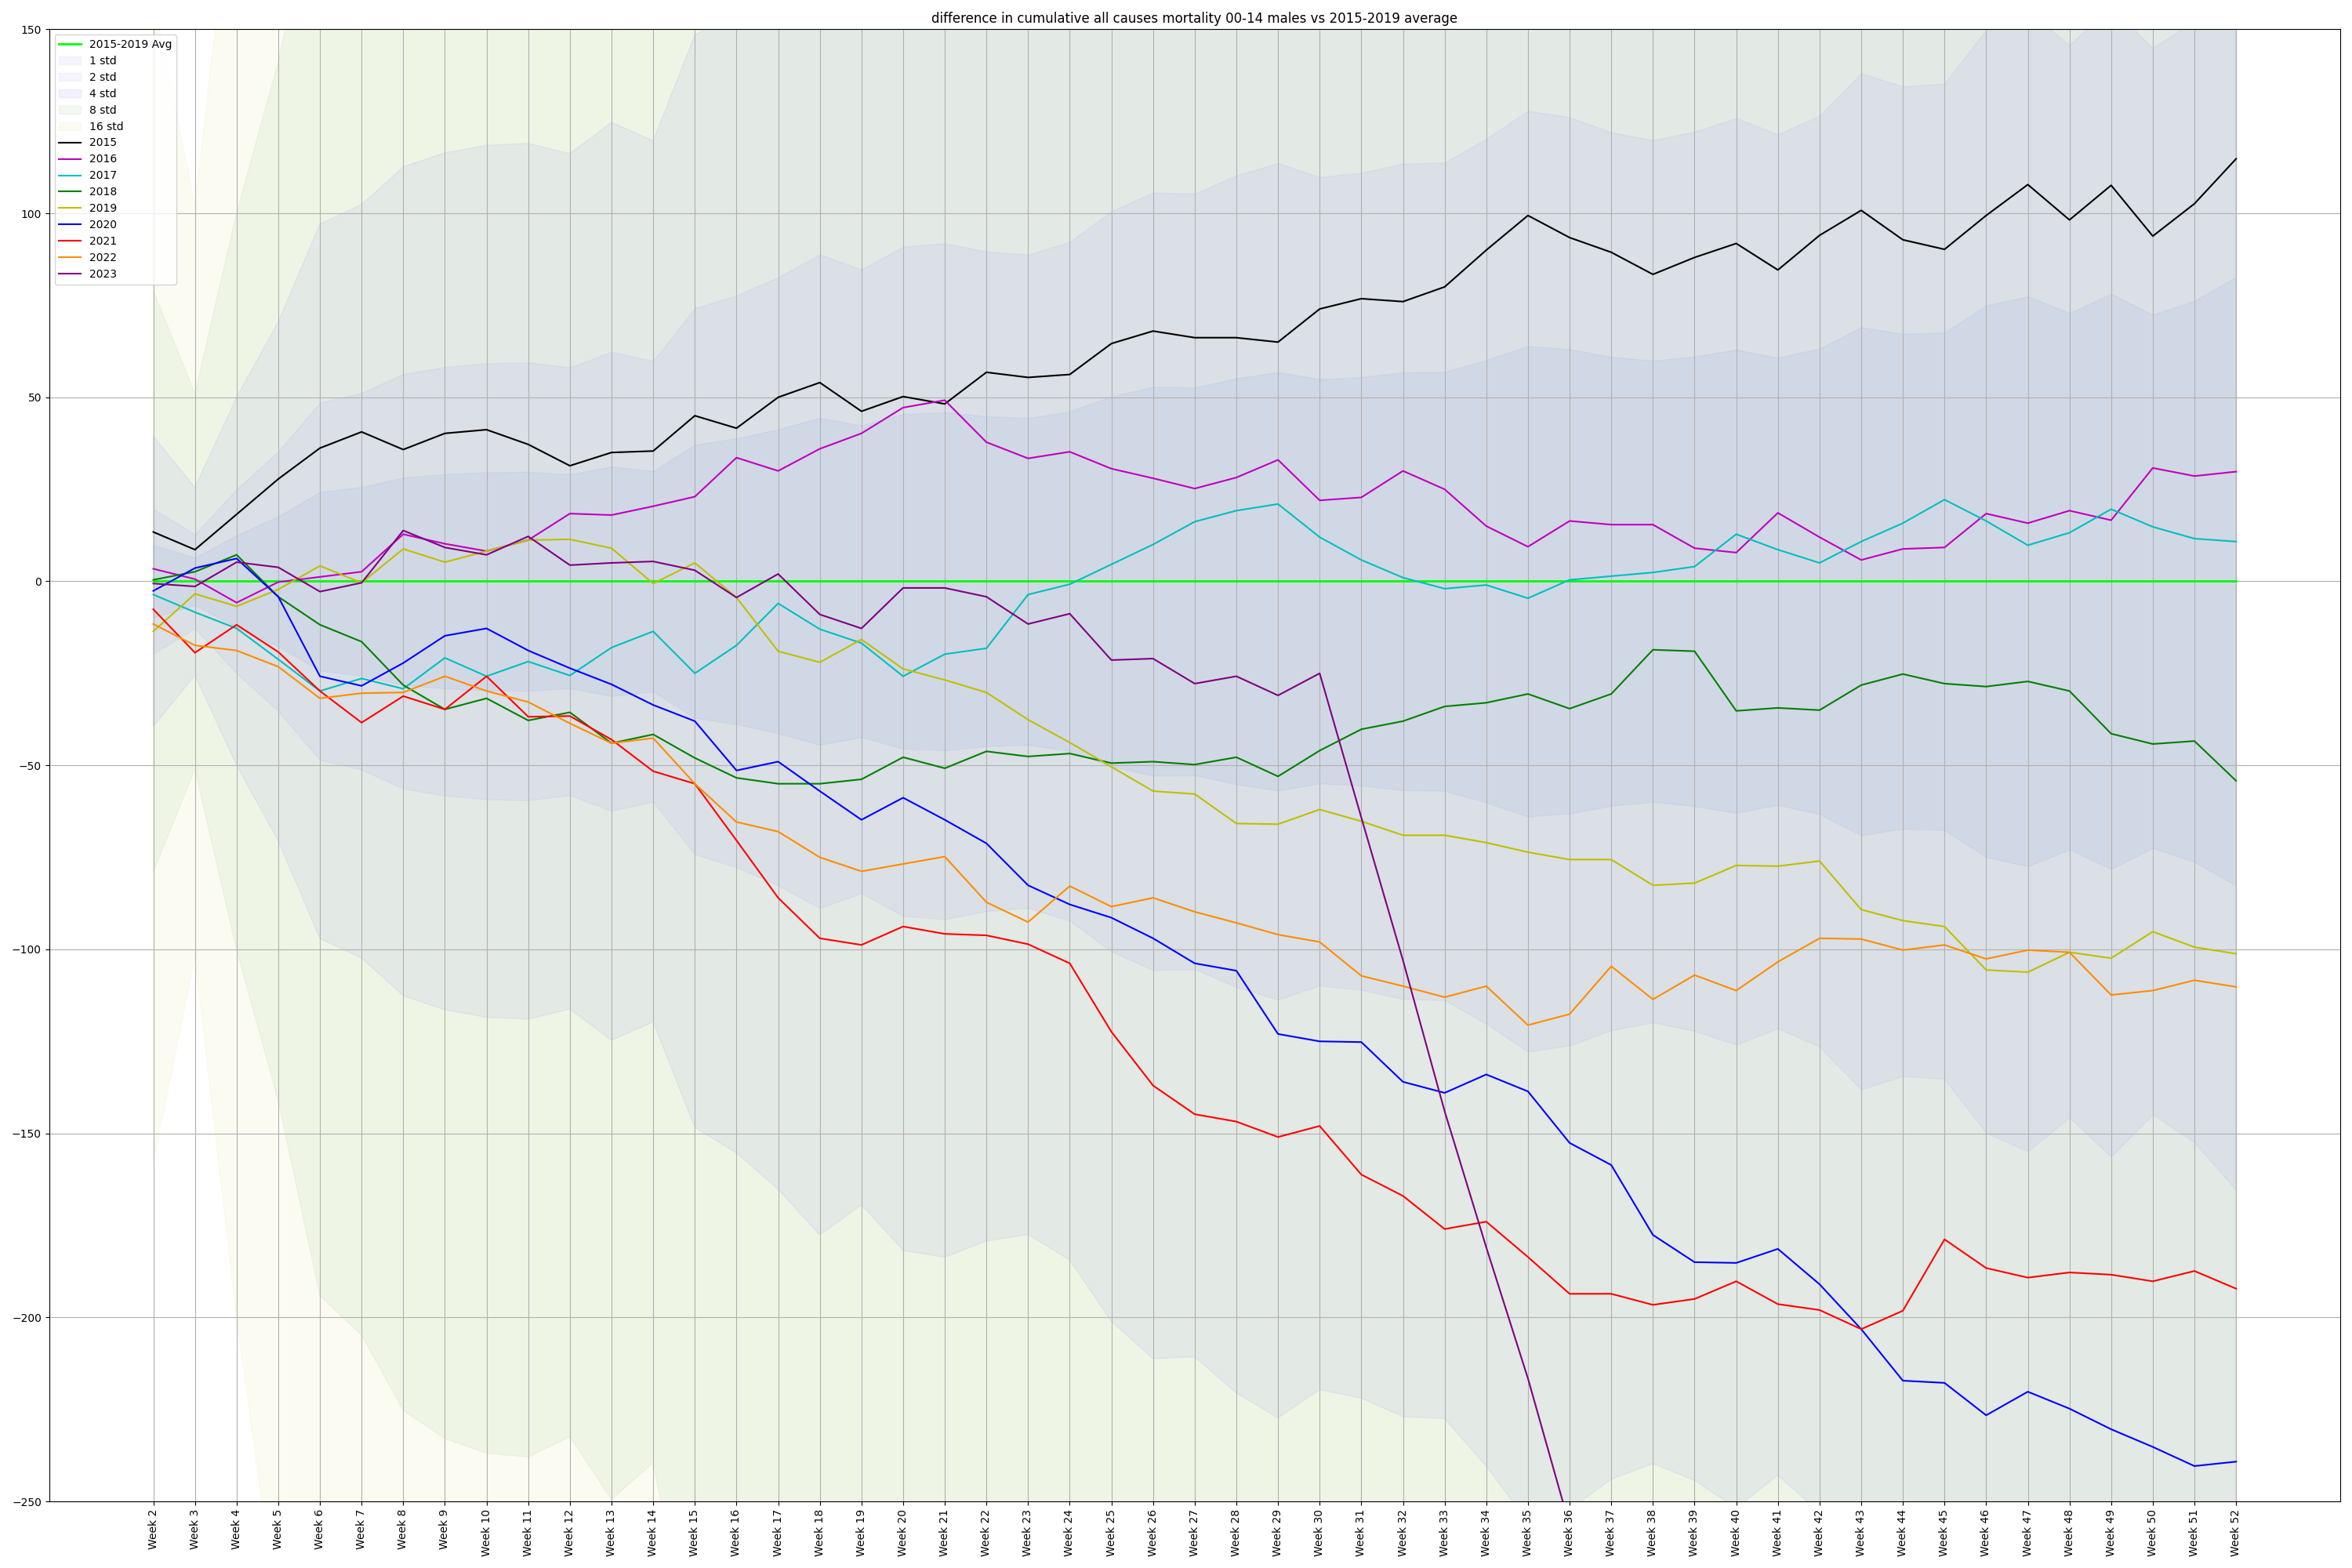 difference in cumulative all causes mortality 00-14 males vs 2015-2019 average
150
100
50
0
−50
−100
−150
−200
−250
2015-2019 Avg
1 std
2 std
4 std
8 std
16 std
2015
2016
2017
2018
2019
2020
2021
2022
2023
Week 2
Week 3
Week 4
Week 5
Week 6
Week 7
Week 8
Week 9
Week 10
Week 11
Week 12
Week 13
Week 14
Week 15
Week 16
Week 17
Week 18
Week 19
Week 20
Week 21
Week 22
Week 23
Week 24
Week 25
Week 26
Week 27
Week 28
Week 29
Week 30
Week 31
Week 32
Week 33
Week 34
Week 35
Week 36
Week 37
Week 38
Week 39
Week 40
Week 41
Week 42
Week 43
Week 44
Week 45
Week 46
Week 47
Week 48
Week 49
Week 50
Week 51
Week 52